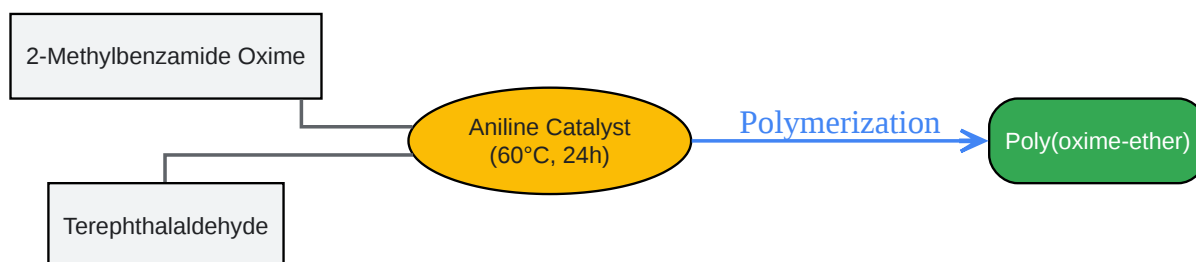 2-Methylbenzamide Oxime
Terephthalaldehyde
Aniline Catalyst
(60°C, 24h)
Polymerization
Poly(oxime-ether)